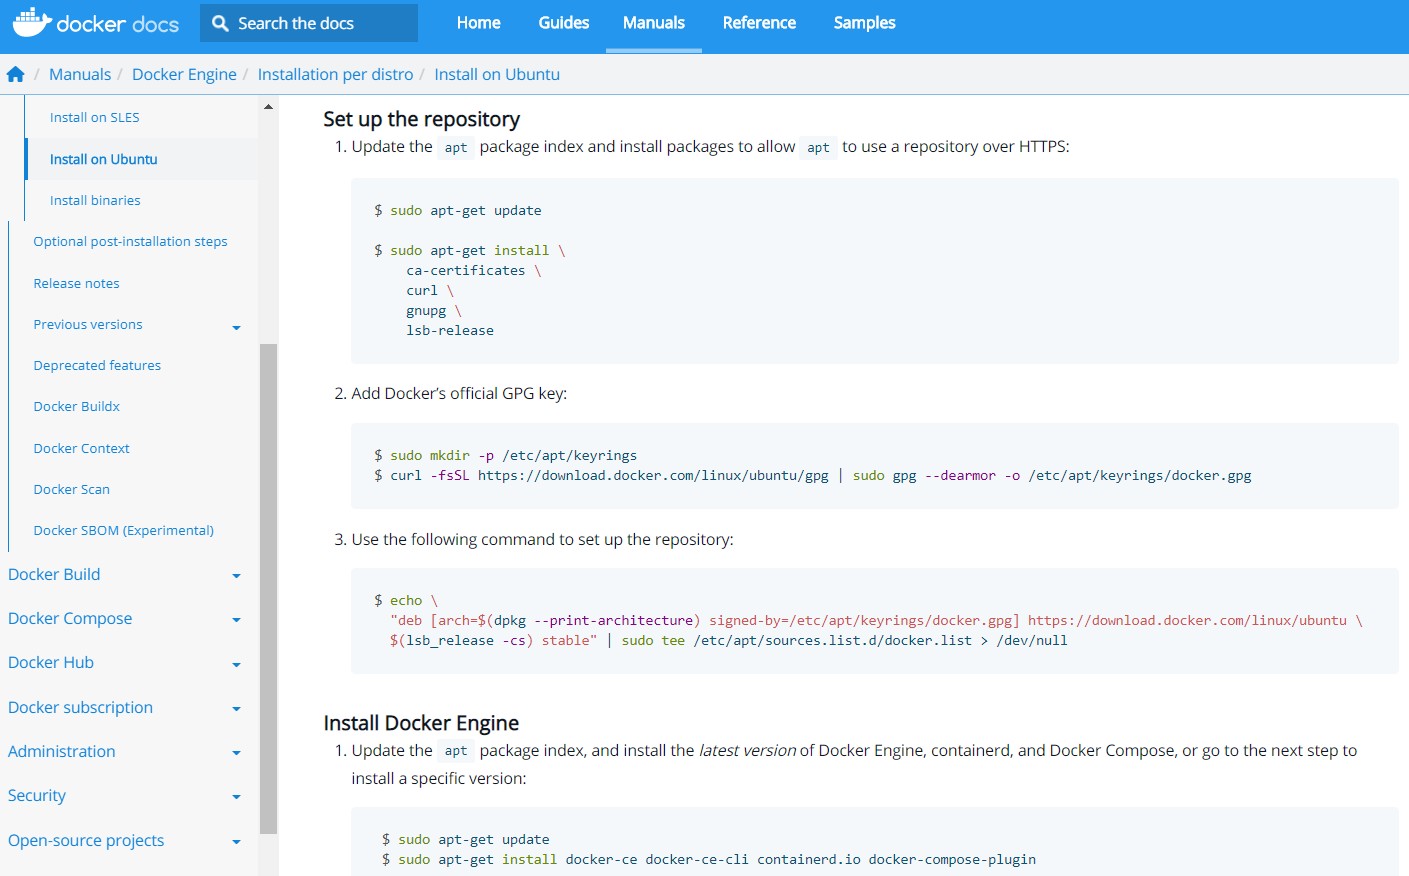 docker docs
Search the docs
Home
Guides
Manuals
Reference
Samples
/ Manuals / Docker Engine / Installation per distro / Install on Ubuntu
Install on SLES
Install on Ubuntu
Install binaries
Optional post-installation steps
Release notes
Previous versions
Deprecated features
Docker Buildx
Docker Context
Docker Scan
Docker SBOM (Experimental)
Docker Build
Docker Compose
Docker Hub
Docker subscription
Administration
Security
Open-source projects
Set up the repository
1. Update the apt package index and install packages to allow apt to use a repository over HTTPS:
$ sudo apt-get update
$ sudo apt-get install \
ca-certificates \
curl \
gnupg \
lsb-release
2. Add Docker’s official GPG key:
$ sudo mkdir -p /etc/apt/keyrings
$ curl -fsSL https://download.docker.com/linux/ubuntu/gpg | sudo gpg --dearmor -o /etc/apt/keyrings/docker.gpg
3. Use the following command to set up the repository:
$ echo \
"deb [arch=$(dpkg --print-architecture) signed-by=/etc/apt/keyrings/docker.gpg] https://download.docker.com/linux/ubuntu \
$(lsb_release -cs) stable" | sudo tee /etc/apt/sources.list.d/docker.list > /dev/null
Install Docker Engine
1. Update the apt package index, and install the latest version of Docker Engine, containerd, and Docker Compose, or go to the next step to
install a specific version:
$ sudo apt-get update
$ sudo apt-get install docker-ce docker-ce-cli containerd.io docker-compose-plugin